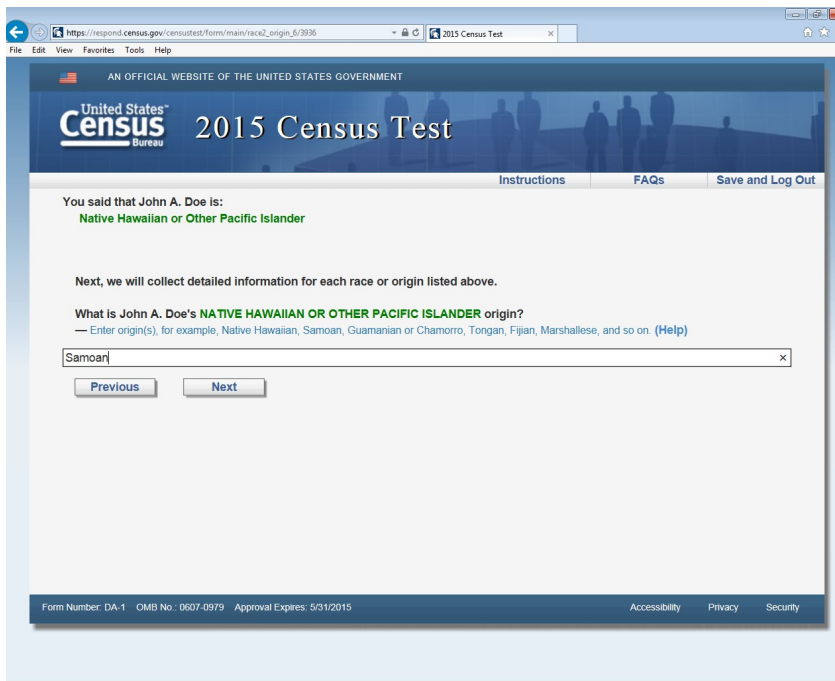 https://respond.census.gov/censustest/form/main/race2_origin_6/3936
2015 Census Test
File Edit View Favorites Tools Help
AN OFFICIAL WEBSITE OF THE UNITED STATES GOVERNMENT
United States™
Census
Bureau
2015 Census Test
Instructions FAQs Save and Log Out
You said that John A. Doe is:
Native Hawaiian or Other Pacific Islander
Next, we will collect detailed information for each race or origin listed above.
What is John A. Doe's NATIVE HAWAIIAN OR OTHER PACIFIC ISLANDER origin?
— Enter origin(s), for example, Native Hawaiian, Samoan, Guamanian or Chamorro, Tongan, Fijian, Marshallese, and so on. (Help)
Samoan
Previous Next
Form Number: DA-1 OMB No.: 0607-0979 Approval Expires: 5/31/2015 Accessibility Privacy Security